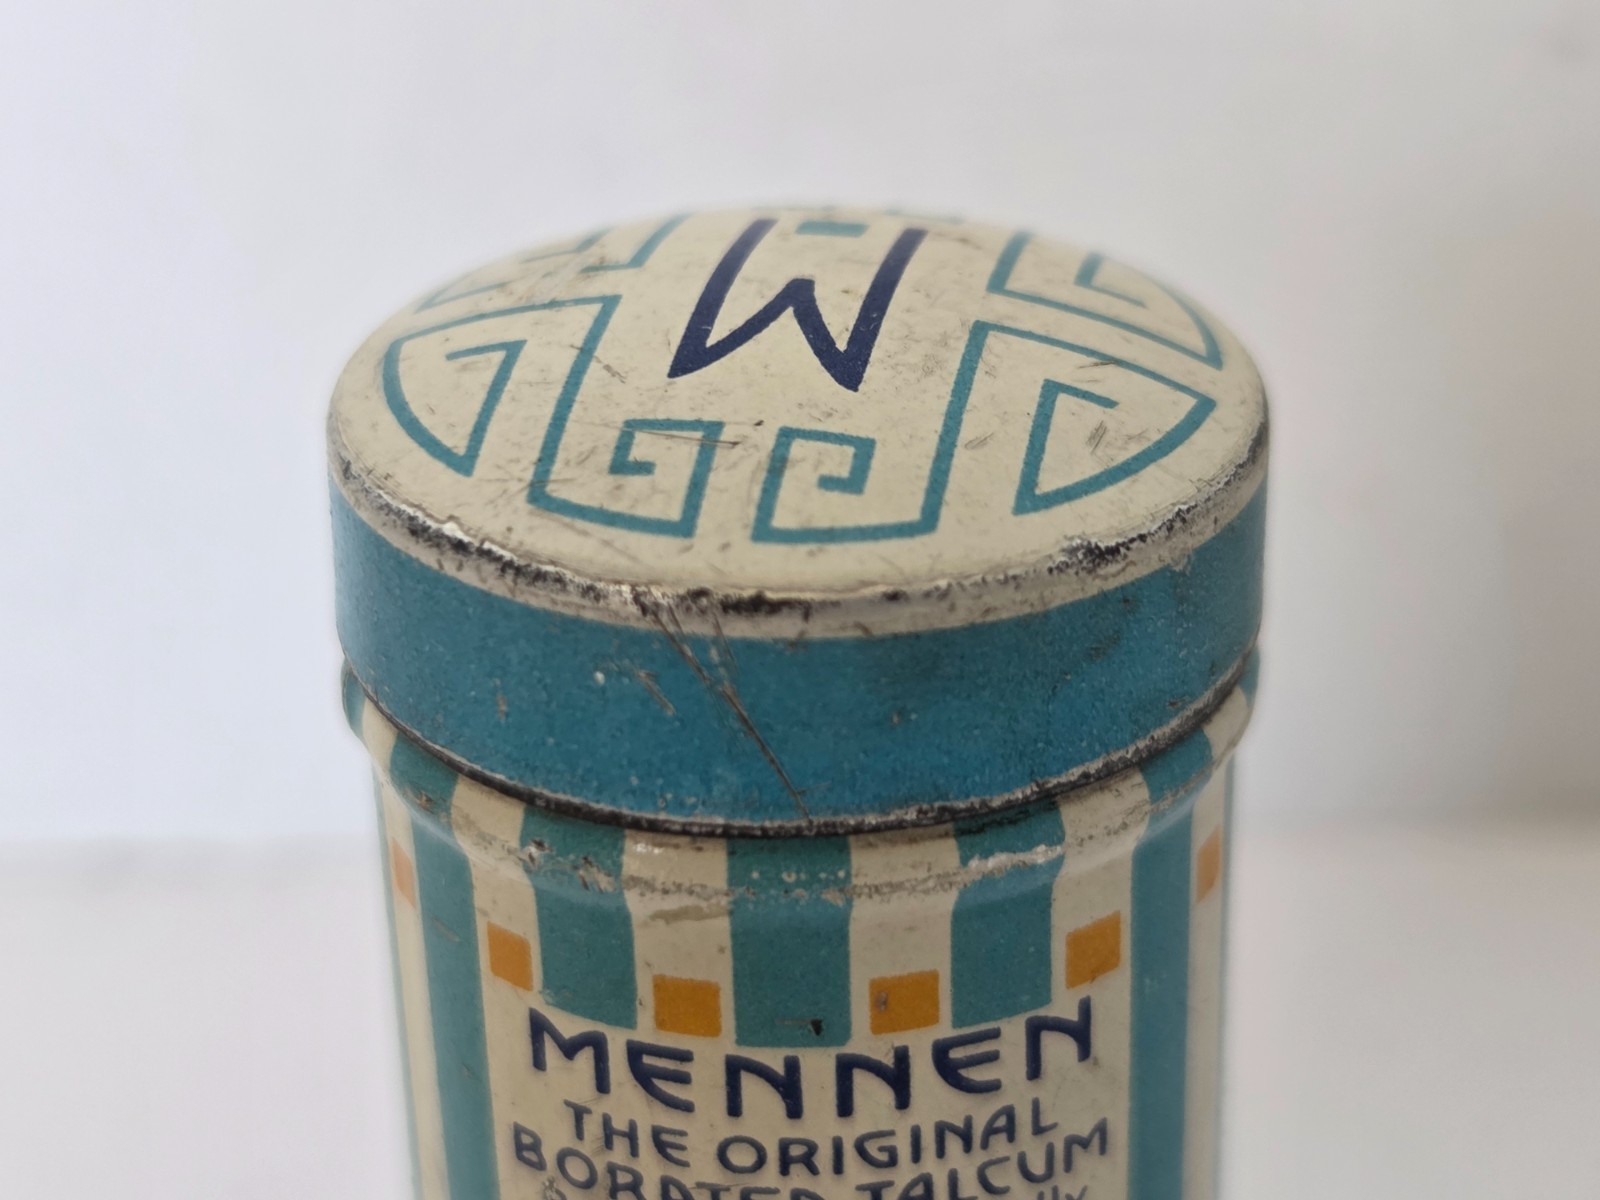 M
MENNEN
THE ORIGINAL
BORATED TALCUM